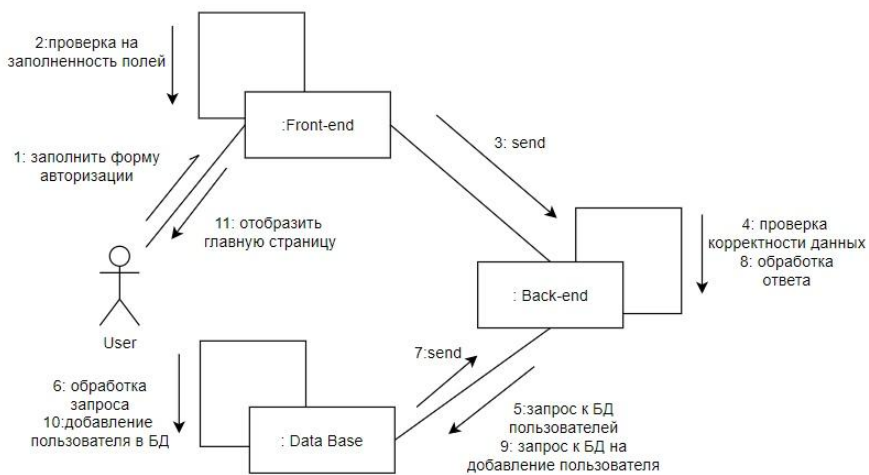 2:проверка на
заполненность полей
:Front-end
3: send
1: заполнить форму
авторизации
11: отобразить
главную страницу
4: проверка
корректности данных
8: обработка
ответа
: Back-end
User
7:send
6: обработка
запроса
10:добавление
пользователя в БД
: Data Base
5:запрос к БД
пользователей
9: запрос к БД на
добавление пользователя